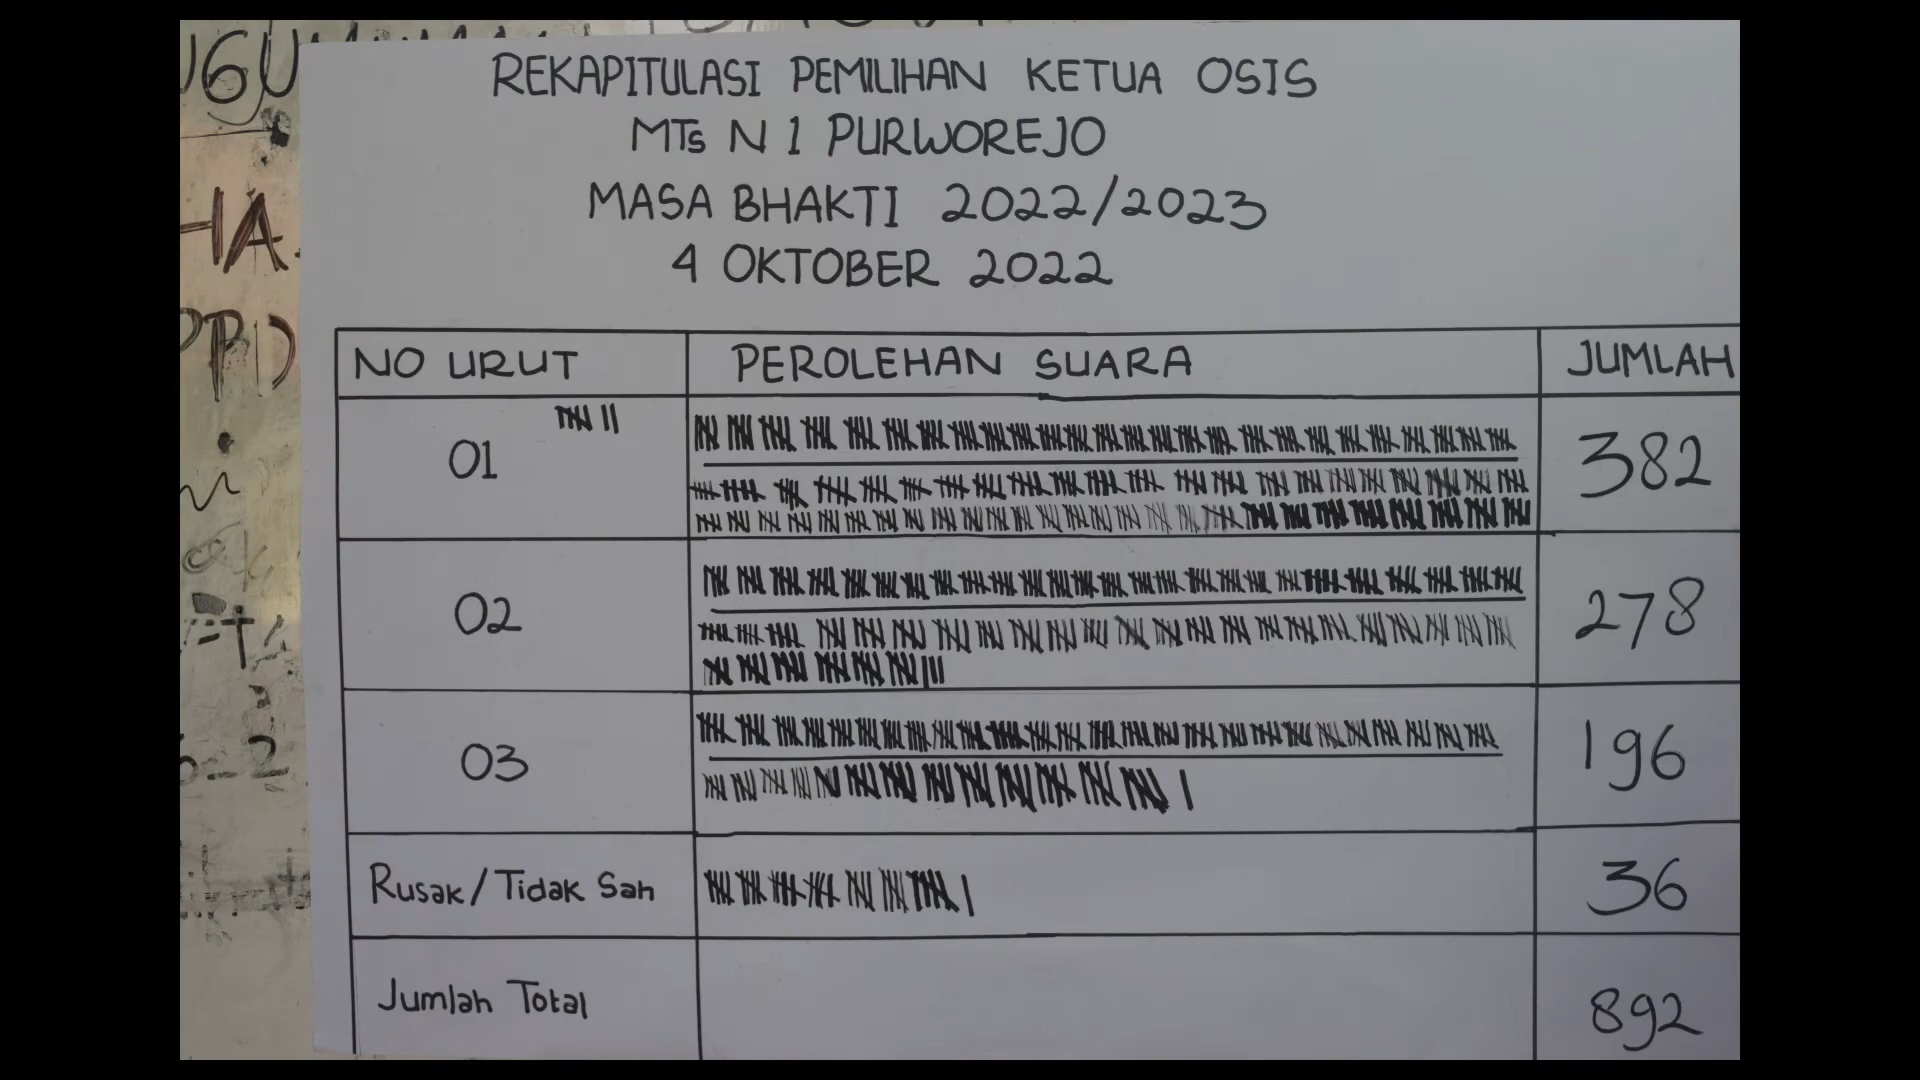 REKAPITULASI PEMILIHAN KETUA OSIS
MTs N 1 PURWOREJO
MASA BHAKTI 2022/2023
4 OKTOBER 2022
NO URUT PEROLEHAN SUARA JUMLAH
01 382
02 278
03 196
Rusak/Tidak Sah 36
Jumlah Total 892